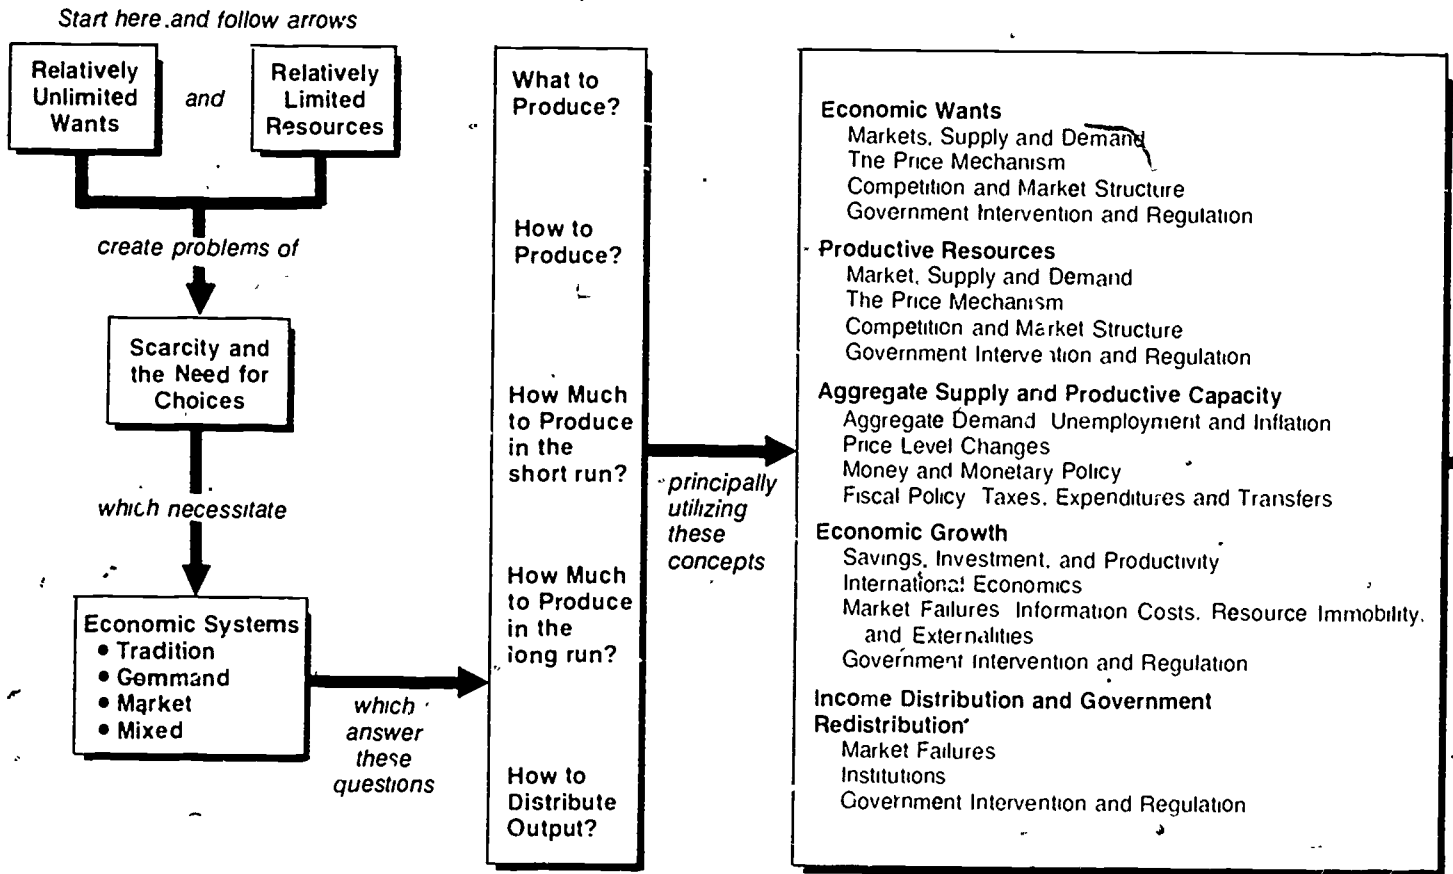 Start here and follow arrows
Relatively
Unlimited
Wants
and
Relatively
Limited
Resources
create problems of
Scarcity and
the Need for
Choices
which necessitate
Economic Systems
• Tradition
• Command
• Market
• Mixed
which
answer
these
questions
What to
Produce?
How to
Produce?
How Much
to Produce
in the
short run?
How Much
to Produce
in the
long run?
How to
Distribute
Output?
principally
utilizing
these
concepts
Economic Wants
Markets, Supply and Demand
The Price Mechanism
Competition and Market Structure
Government Intervention and Regulation
Productive Resources
Market, Supply and Demand
The Price Mechanism
Competition and Market Structure
Government Intervention and Regulation
Aggregate Supply and Productive Capacity
Aggregate Demand Unemployment and Inflation
Price Level Changes
Money and Monetary Policy
Fiscal Policy Taxes, Expenditures and Transfers
Economic Growth
Savings, Investment, and Productivity
International Economics
Market Failures Information Costs, Resource Immobility,
and Externalities
Government Intervention and Regulation
Income Distribution and Government
Redistribution
Market Failures
Institutions
Government Intervention and Regulation